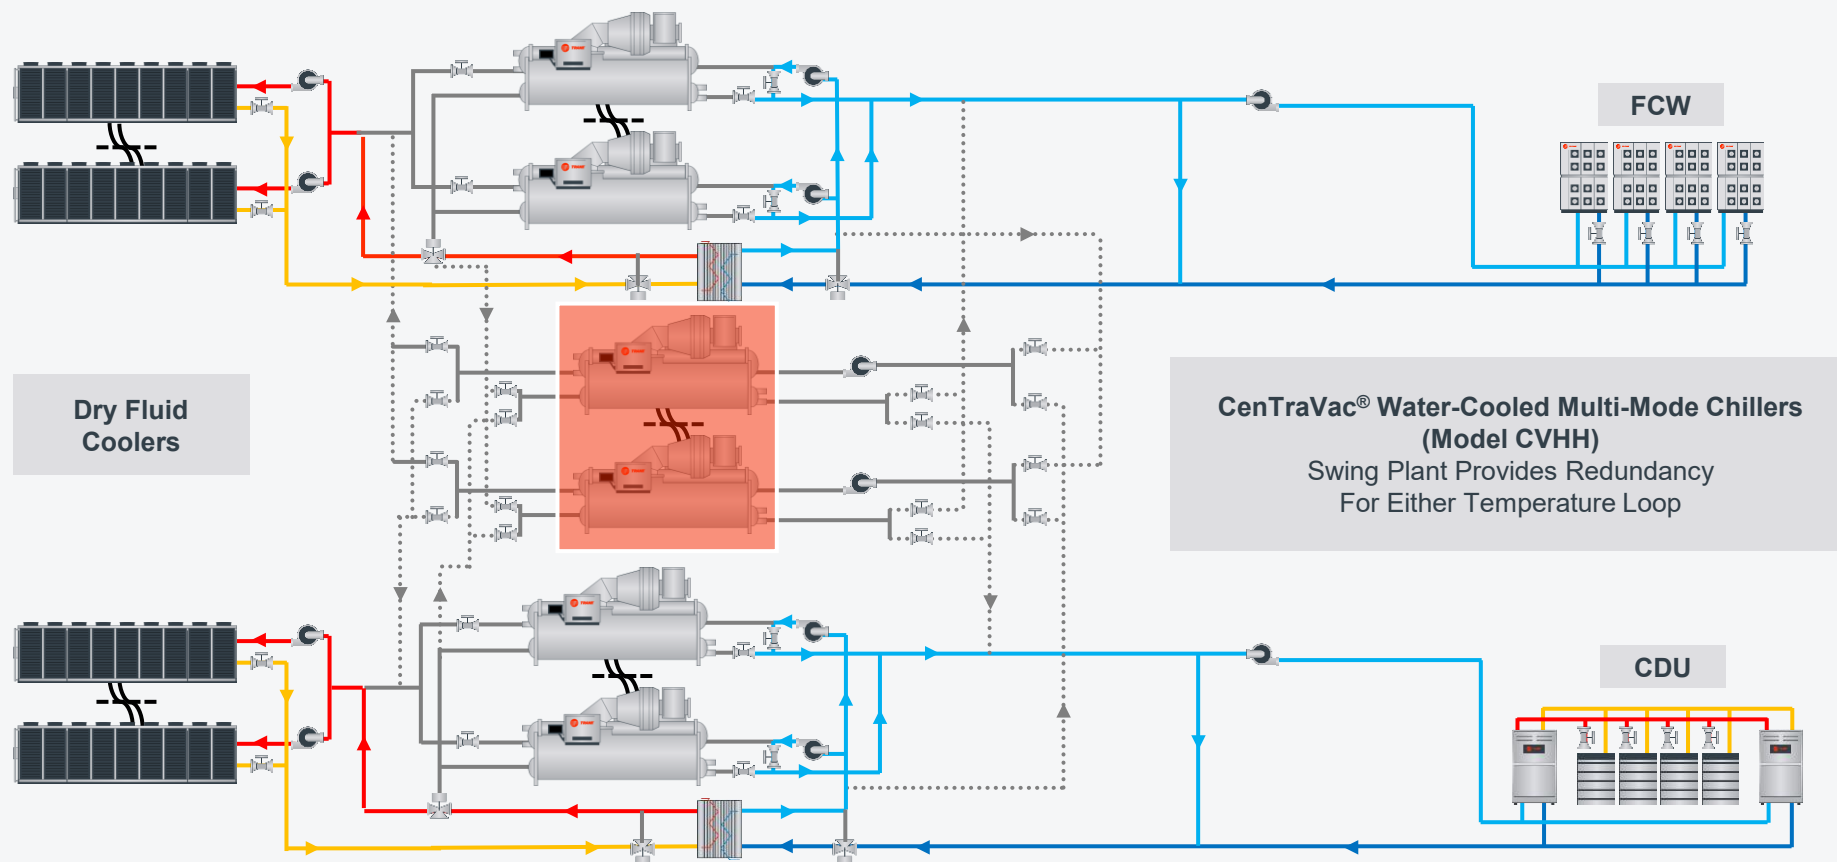 FCW
Dry Fluid
Coolers
CenTraVac® Water-Cooled Multi-Mode Chillers
(Model CVHH)
Swing Plant Provides Redundancy
For Either Temperature Loop
CDU